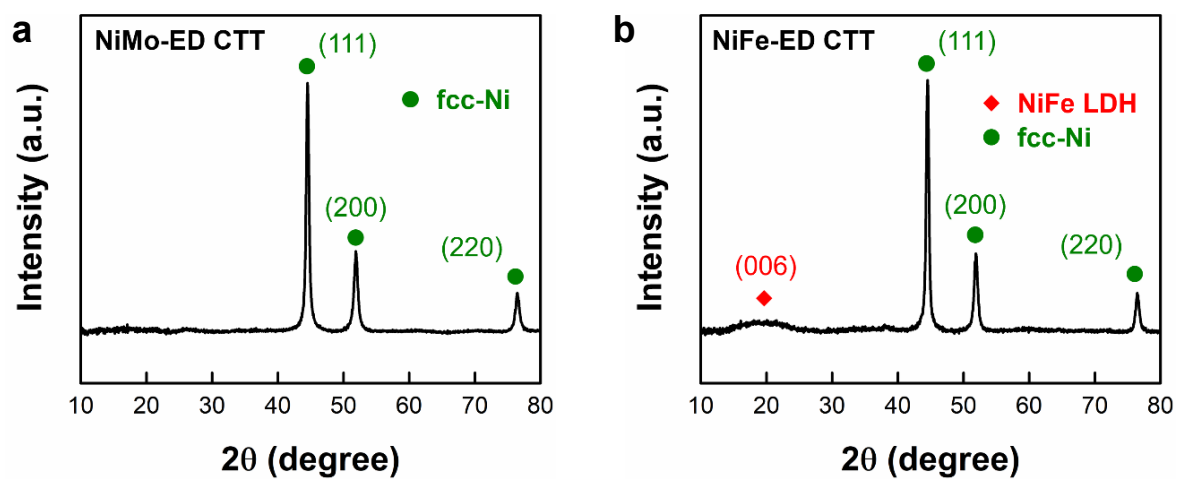 a
NiMo-ED CTT
(111)
fcc-Ni
(200)
(220)
Intensity (a.u.)
10 20 30 40 50 60 70 80
2θ (degree)
b
NiFe-ED CTT
(111)
NiFe LDH
fcc-Ni
(200)
(220)
(006)
Intensity (a.u.)
10 20 30 40 50 60 70 80
2θ (degree)